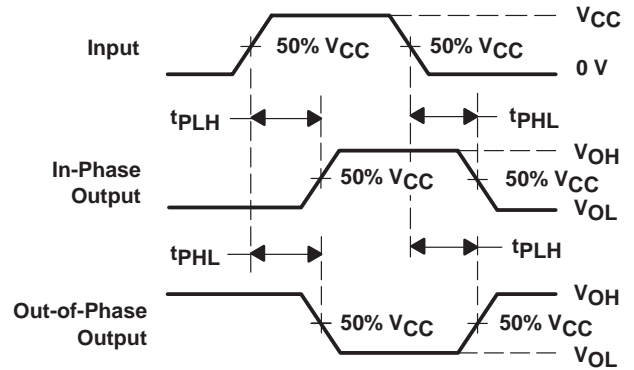 VCC
Input
50% VCC
50% VCC
0 V
tPLH
tPHL
In-Phase
Output
50% VCC
50% VCC
VOH
VOL
tPHL
tPLH
Out-of-Phase
Output
50% VCC
50% VCC
VOH
VOL